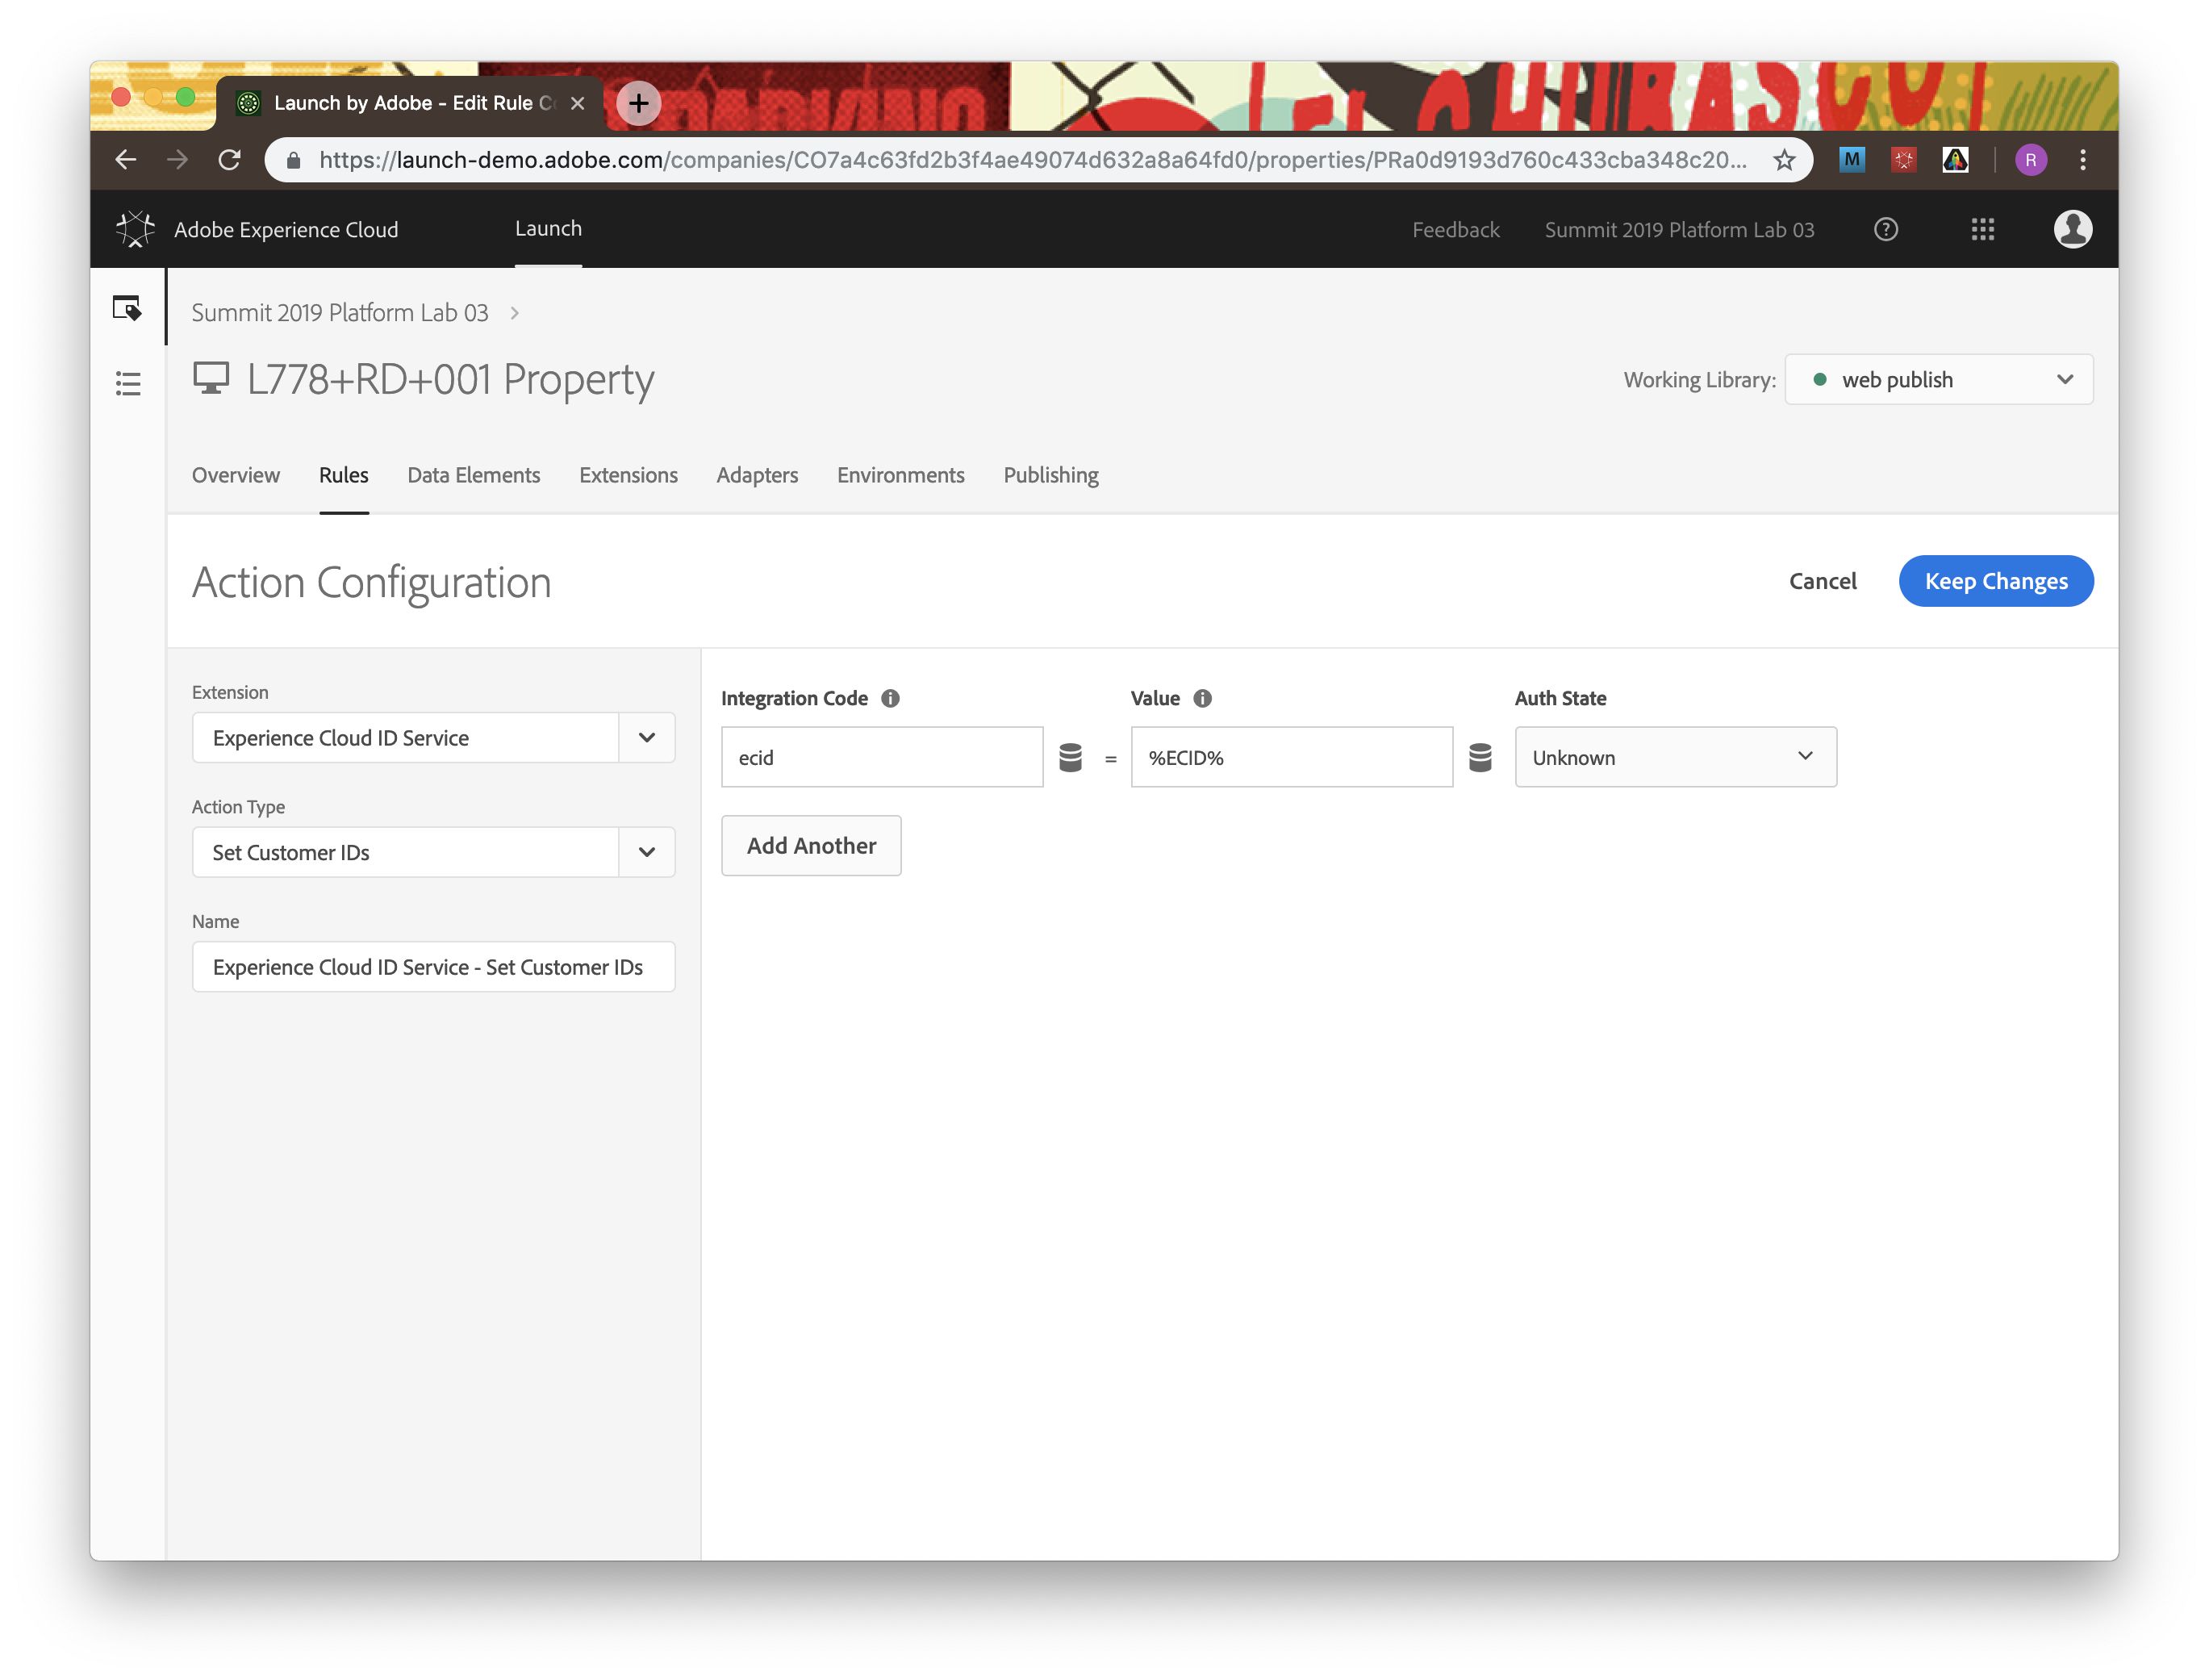 Launch by Adobe - Edit Rule
https://launch-demo.adobe.com/companies/CO7a4c63fd2b3f4ae49074d632a8a64fd0/properties/PRa0d9193d760c433cba348c20...
M
R
Adobe Experience Cloud
Launch
Feedback
Summit 2019 Platform Lab 03
Summit 2019 Platform Lab 03
L778+RD+001 Property
Working Library:
web publish
Overview
Rules
Data Elements
Extensions
Adapters
Environments
Publishing
Action Configuration
Cancel
Keep Changes
Extension
Experience Cloud ID Service
Action Type
Set Customer IDs
Name
Experience Cloud ID Service - Set Customer IDs
Integration Code
Value
Auth State
ecid
=
%ECID%
Unknown
Add Another